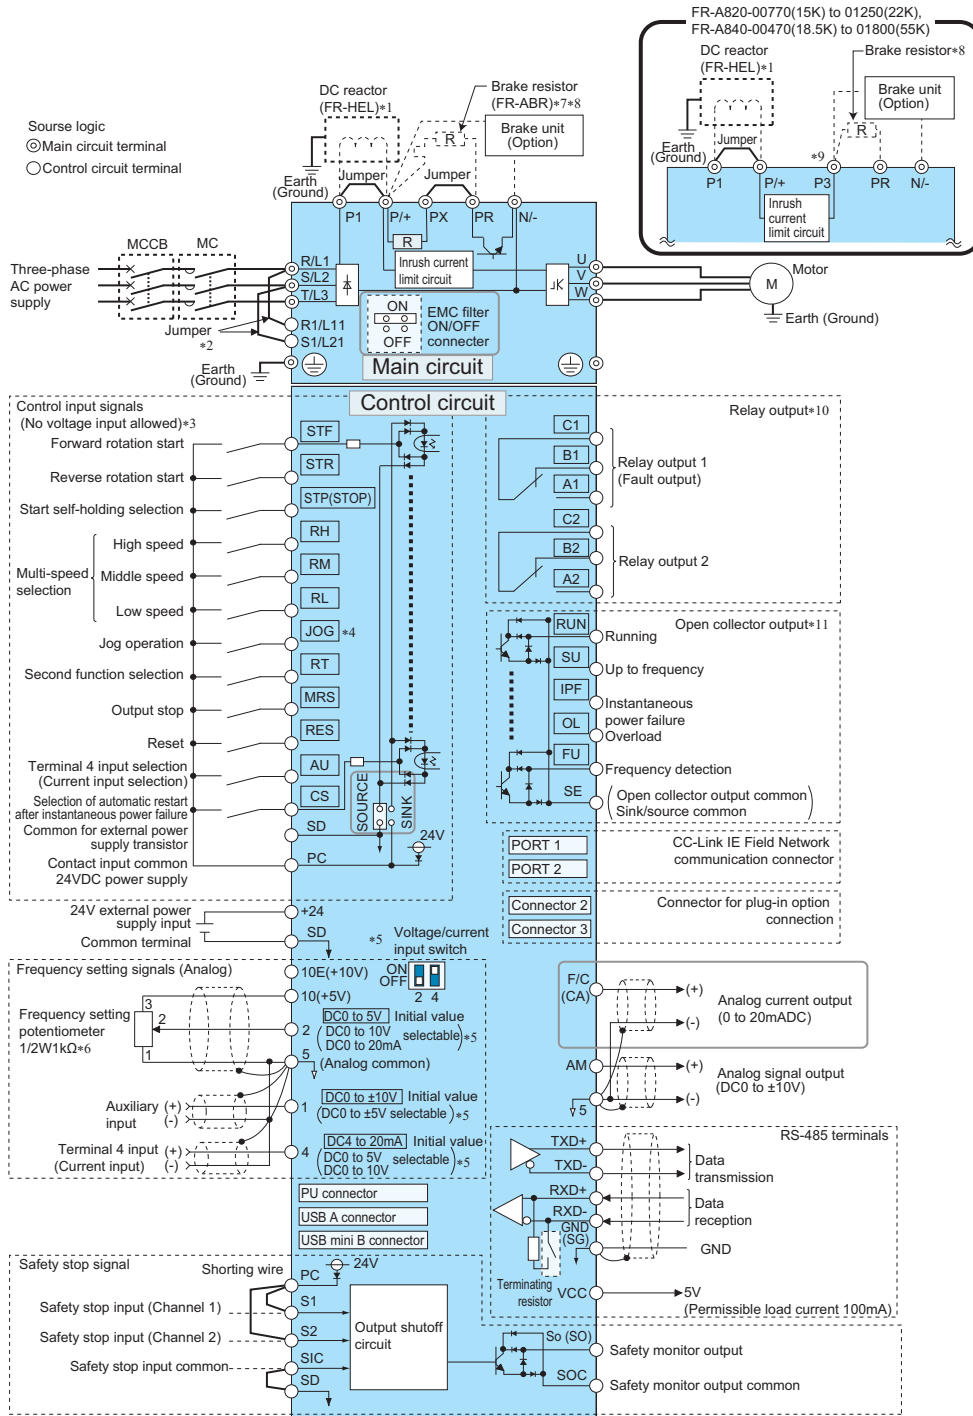 FR-A820-00770(15K) to 01250(22K),
FR-A840-00470(18.5K) to 01800(55K)
DC reactor
(FR-HEL)*1
Brake resistor*8
Brake unit
(Option)
R
Earth
(Ground)
Jumper
*9
P1
P/+
P3
PR
N/-
Inrush
current
limit circuit
Sourse logic
Main circuit terminal
Control circuit terminal
DC reactor
(FR-HEL)*1
Brake resistor
(FR-ABR)*7*8
Brake unit
(Option)
R
Earth
(Ground)
Jumper
Jumper
P1
P/+
PX
PR
N/-
R
Inrush current
limit circuit
MCCB
MC
Three-phase
AC power
supply
R/L1
S/L2
T/L3
R1/L11
S1/L21
Jumper
*2
Earth
(Ground)
ON
OFF
EMC filter
ON/OFF
connecter
U
V
W
Motor
M
Earth (Ground)
Main circuit
Control circuit
Control input signals
(No voltage input allowed)*3
Forward rotation start
STF
Reverse rotation start
STR
Start self-holding selection
STP(STOP)
Multi-speed
selection
High speed
RH
Middle speed
RM
Low speed
RL
Jog operation
JOG *4
Second function selection
RT
Output stop
MRS
Reset
RES
Terminal 4 input selection
(Current input selection)
AU
Selection of automatic restart
after instantaneous power failure
CS
Common for external power
supply transistor
SD
Contact input common
24VDC power supply
PC
SOURCE
SINK
24V
Relay output*10
C1
B1
A1
Relay output 1
(Fault output)
C2
B2
A2
Relay output 2
Open collector output*11
RUN
Running
SU
Up to frequency
IPF
Instantaneous
power failure
OL
Overload
FU
Frequency detection
SE
Open collector output common
Sink/source common
PORT 1
PORT 2
CC-Link IE Field Network
communication connector
Connector 2
Connector 3
Connector for plug-in option
connection
24V external power
supply input
+24
Common terminal
SD
*5
Voltage/current
input switch
ON
OFF
2 4
Frequency setting signals (Analog)
10E(+10V)
10(+5V)
Frequency setting
potentiometer
1/2W1kΩ*6
3
2
1
2
DC0 to 5V Initial value
DC0 to 10V
DC0 to 20mA
selectable
*5
5
(Analog common)
Auxiliary
input
(+)
(-)
1
DC0 to ±10V Initial value
(DC0 to ±5V selectable)*5
Terminal 4 input
(Current input)
(+)
(-)
4
DC4 to 20mA Initial value
DC0 to 5V
DC0 to 10V
selectable
*5
F/C
(CA)
(+)
(-)
Analog current output
(0 to 20mADC)
AM
(+)
(-)
5
Analog signal output
(DC0 to ±10V)
RS-485 terminals
TXD+
TXD-
Data
transmission
RXD+
RXD-
Data
reception
GND
(SG)
GND
Terminating
resistor
VCC
5V
(Permissible load current 100mA)
PU connector
USB A connector
USB mini B connector
Safety stop signal
Shorting wire
PC
24V
Safety stop input (Channel 1)
S1
Safety stop input (Channel 2)
S2
Safety stop input common
SIC
SD
Output shutoff
circuit
So (SO)
Safety monitor output
SOC
Safety monitor output common